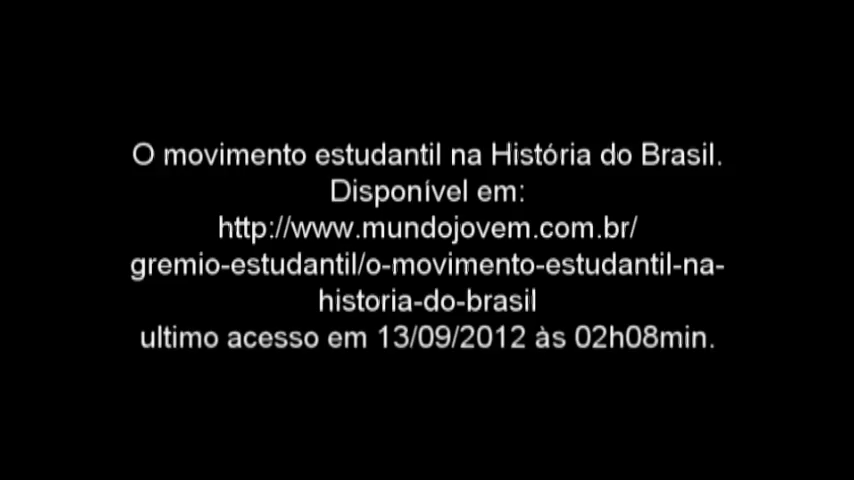 O movimento estudantil na História do Brasil.
Disponível em:
http://www.mundojovem.com.br/
gremio-estudantil/o-movimento-estudantil-na-
historia-do-brasil
ultimo acesso em 13/09/2012 às 02h08min.